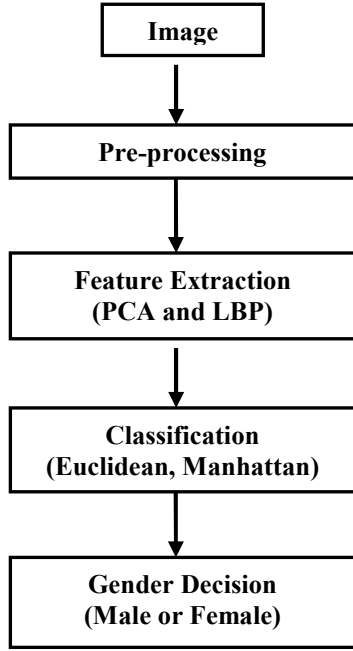 Image
Pre-processing
Feature Extraction
(PCA and LBP)
Classification
(Euclidean, Manhattan)
Gender Decision
(Male or Female)